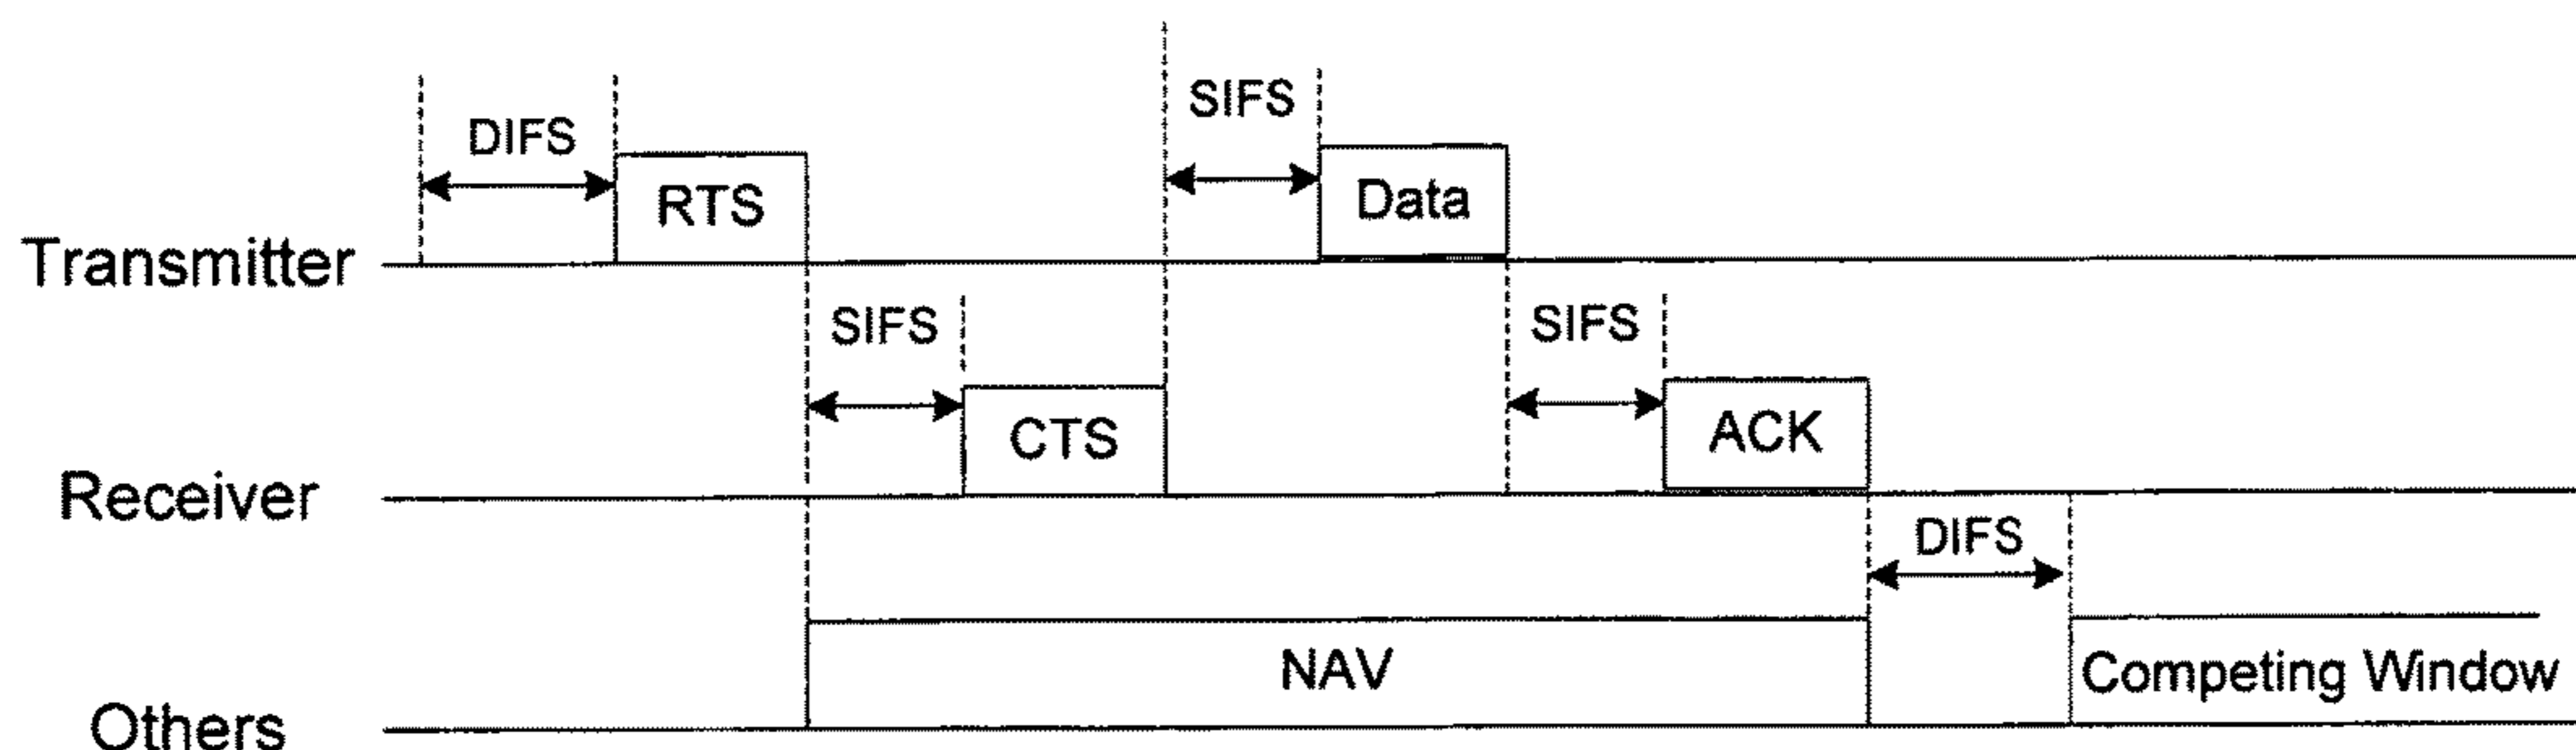 SIFS
DIFS
RTS
Data
Transmitter
SIFS
SIFS
CTS
ACK
Receiver
DIFS
NAV
Competing Window
Others